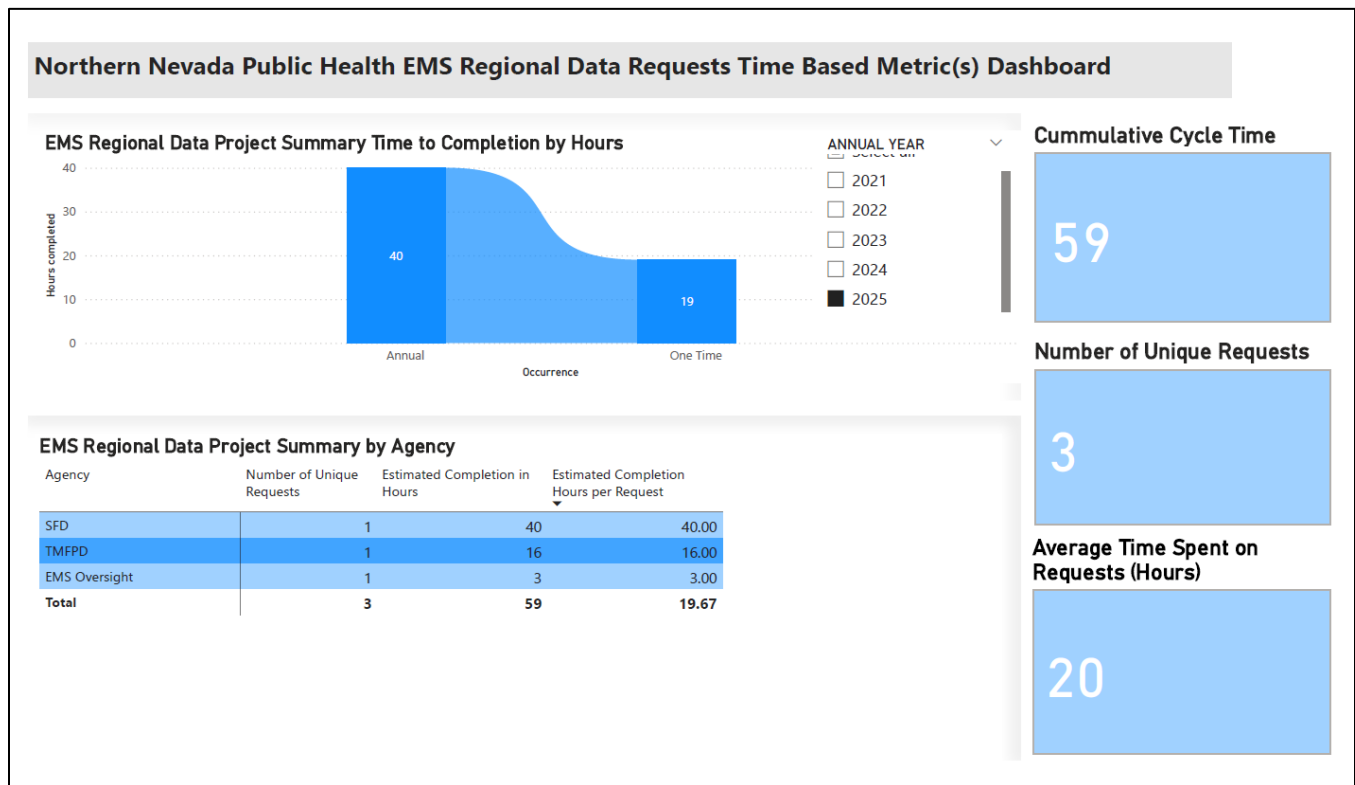 Northern Nevada Public Health EMS Regional Data Requests Time Based Metric(s) Dashboard
EMS Regional Data Project Summary Time to Completion by Hours
Hours completed
40
30
20
10
0
40
19
Annual
One Time
Occurrence
ANNUAL YEAR
Select all
2021
2022
2023
2024
2025
Cummulative Cycle Time
59
Number of Unique Requests
3
Average Time Spent on
Requests (Hours)
20
EMS Regional Data Project Summary by Agency
Agency Number of Unique Requests Estimated Completion in Hours Estimated Completion Hours per Request
SFD 1 40 40.00
TMFPD 1 16 16.00
EMS Oversight 1 3 3.00
Total 3 59 19.67